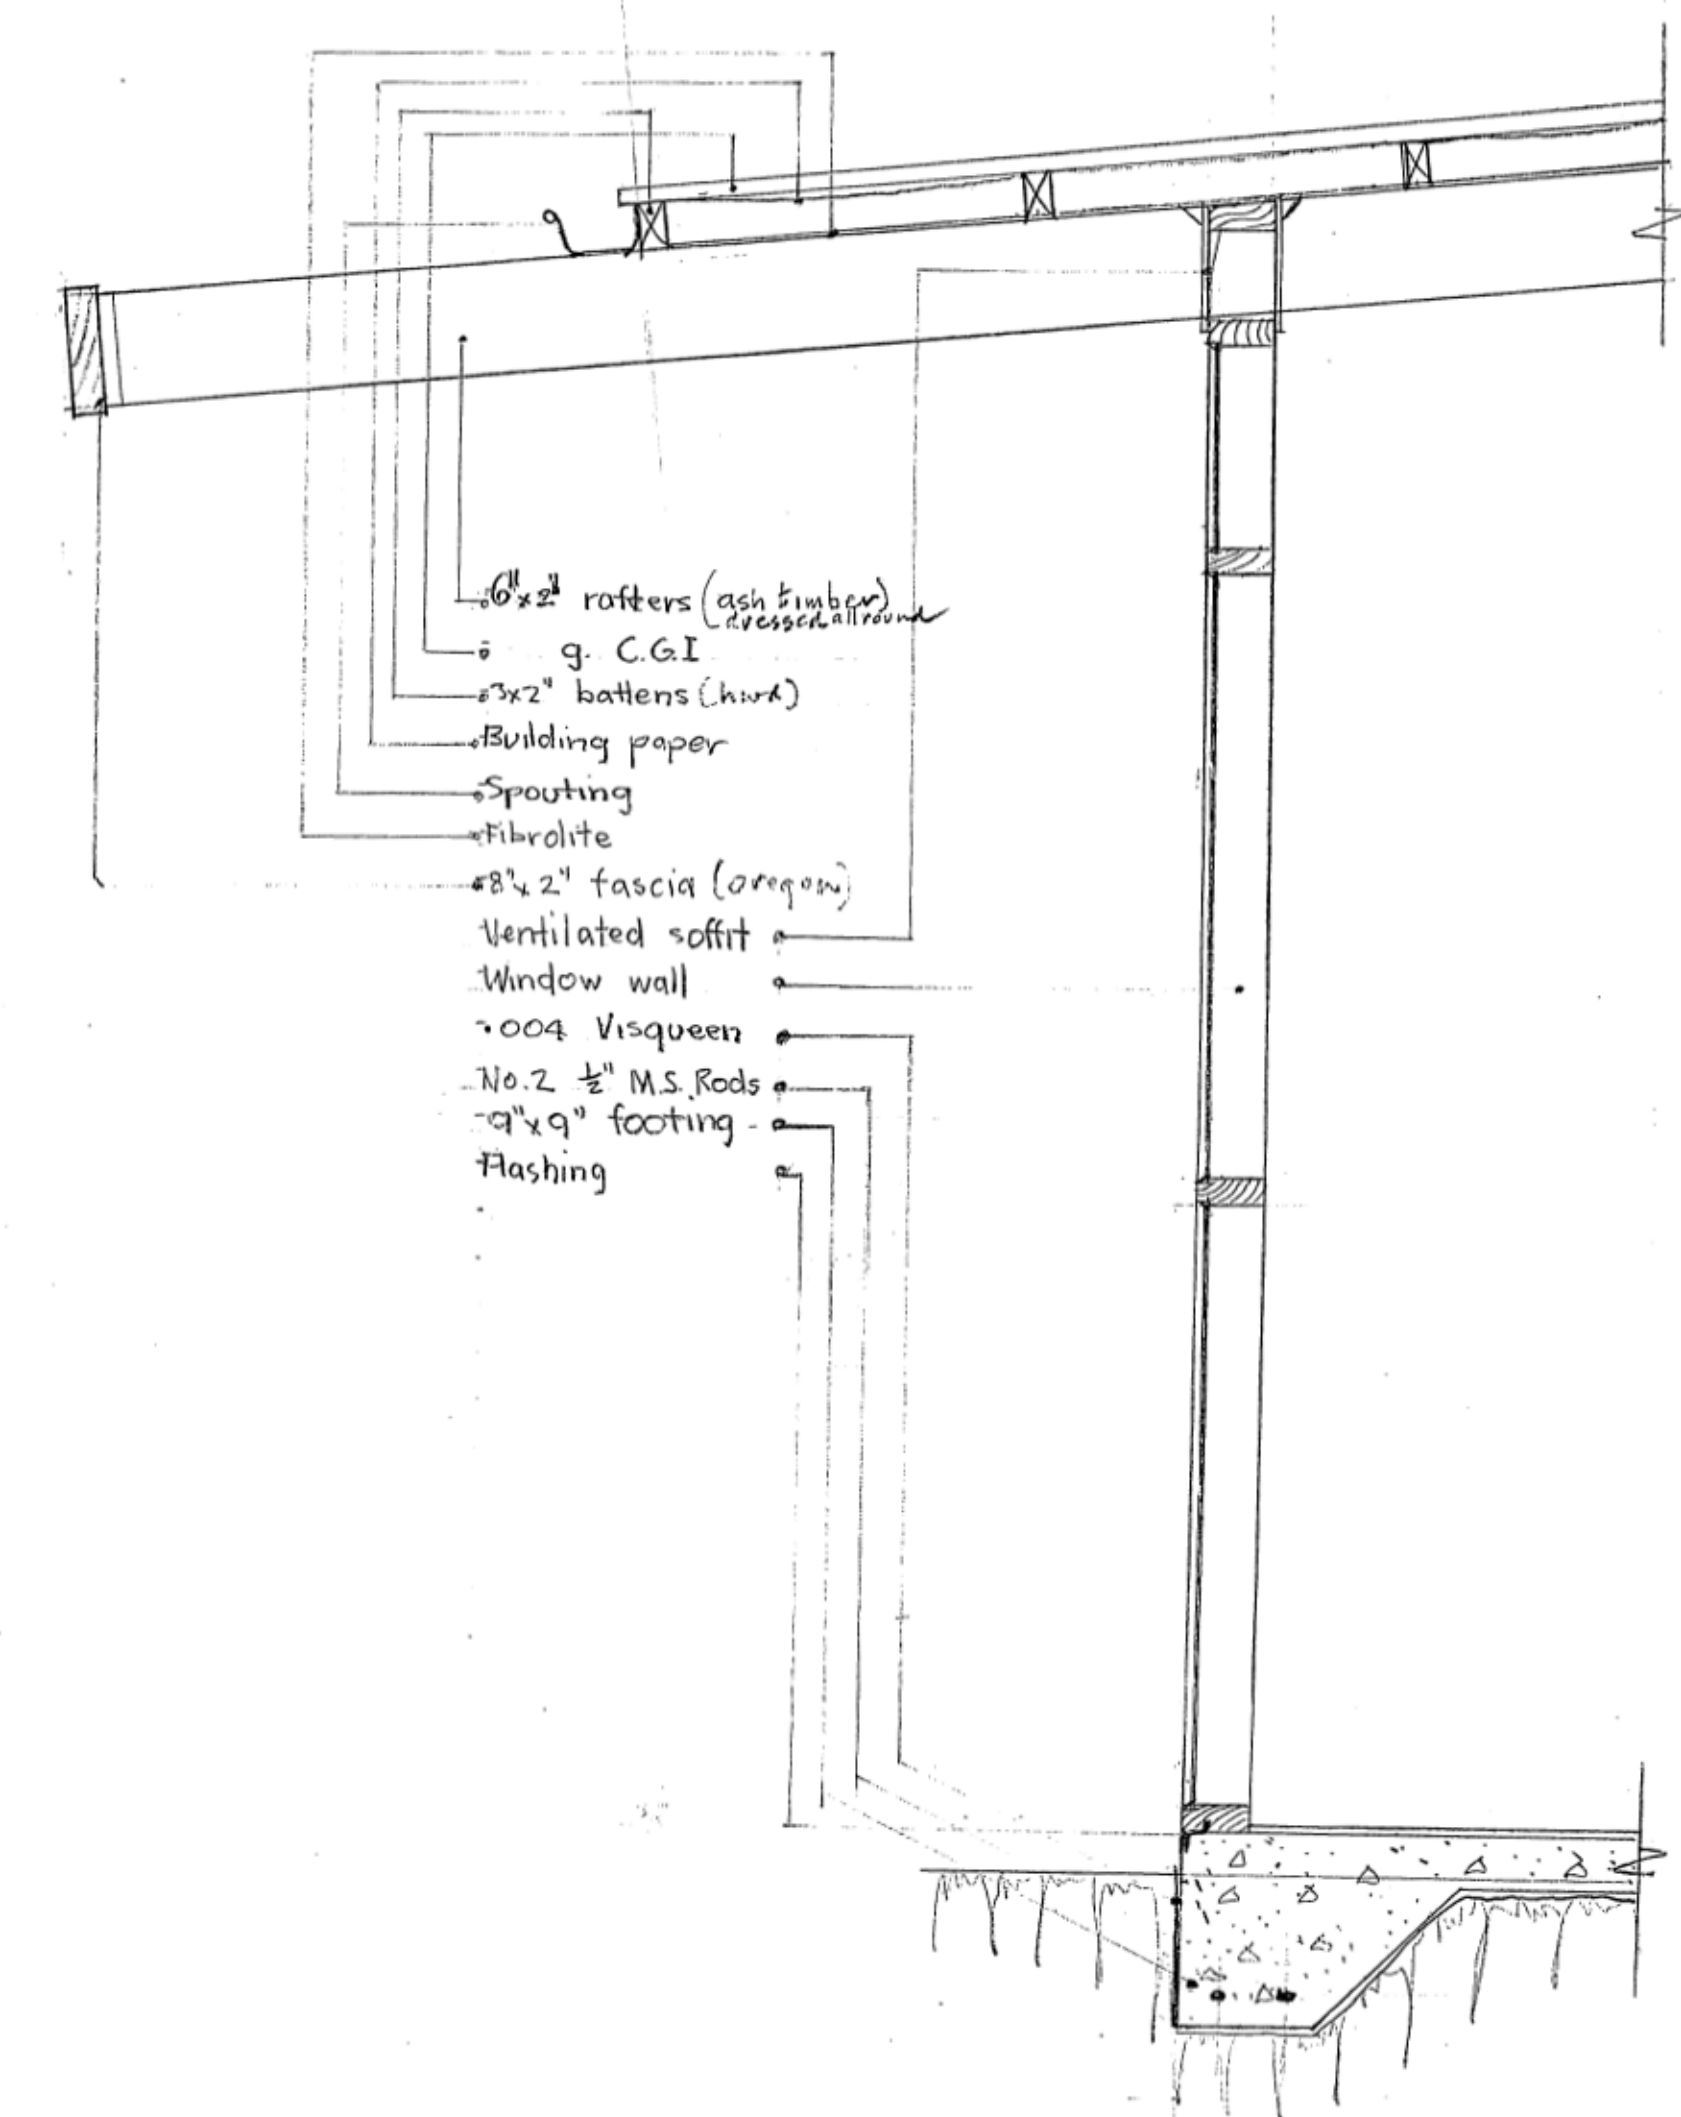 6"x2" rafters (ash timber)
dressed all round
g. C.G.I
3x2" battens (hwd)
Building paper
Spouting
Fibrolite
8"x2" fascia (oregon)
Ventilated soffit
Window wall
.004 Visqueen
No.2 ½" M.S. Rods
9"x9" footing
Flashing